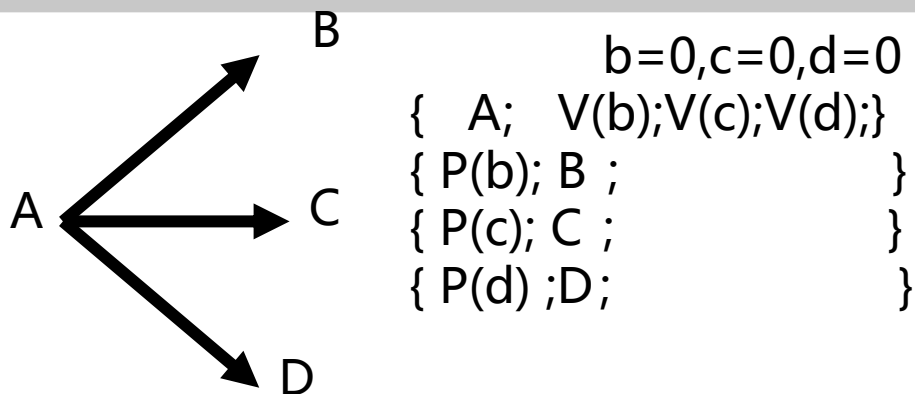 B
b=0,c=0,d=0
{ A; V(b);V(c);V(d);}
{ P(b); B ; }
A
C
{ P(c); C ; }
{ P(d) ;D; }
D